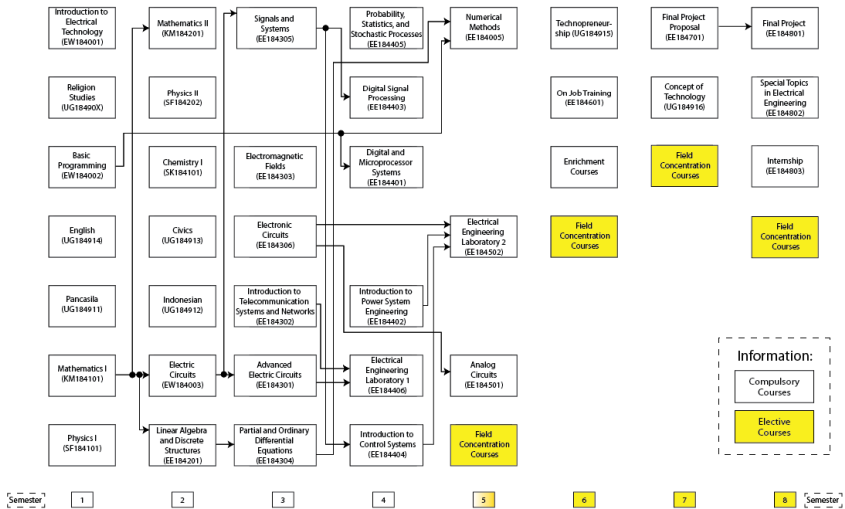 Introduction to
Electrical
Technology
(EW184001)
Religion
Studies
(UG18490X)
Basic
Programming
(EW184002)
English
(UG184914)
Pancasila
(UG184911)
Mathematics I
(KM184101)
Physics I
(SF184101)
Mathematics II
(KM184201)
Physics II
(SF184202)
Chemistry I
(SK184101)
Civics
(UG184913)
Indonesian
(UG184912)
Electric
Circuits
(EW184003)
Linear Algebra
and Discrete
Structures
(EE184201)
Signals and
Systems
(EE184305)
Electromagnetic
Fields
(EE184303)
Electronic
Circuits
(EE184306)
Introduction to
Telecommunication
Systems and Networks
(EE184302)
Advanced
Electric Circuits
(EE184301)
Partial and Ordinary
Differential
Equations
(EE184304)
Probability,
Statistics, and
Stochastic Processes
(EE184405)
Digital Signal
Processing
(EE184403)
Digital and
Microprocessor
Systems
(EE184401)
Introduction to
Power System
Engineering
(EE184402)
Electrical
Engineering
Laboratory 1
(EE184406)
Introduction to
Control Systems
(EE184404)
Numerical
Methods
(EE184005)
Electrical
Engineering
Laboratory 2
(EE184502)
Analog
Circuits
(EE184501)
Field
Concentration
Courses
Technopreneur-
ship (UG184915)
On Job Training
(EE184601)
Enrichment
Courses
Field
Concentration
Courses
Final Project
Proposal
(EE184701)
Concept of
Technology
(UG184916)
Field
Concentration
Courses
Final Project
(EE184801)
Special Topics
in Electrical
Engineering
(EE184802)
Internship
(EE184803)
Field
Concentration
Courses
Information:
Compulsory
Courses
Elective
Courses
Semester 1 2 3 4 5 6 7 8 Semester